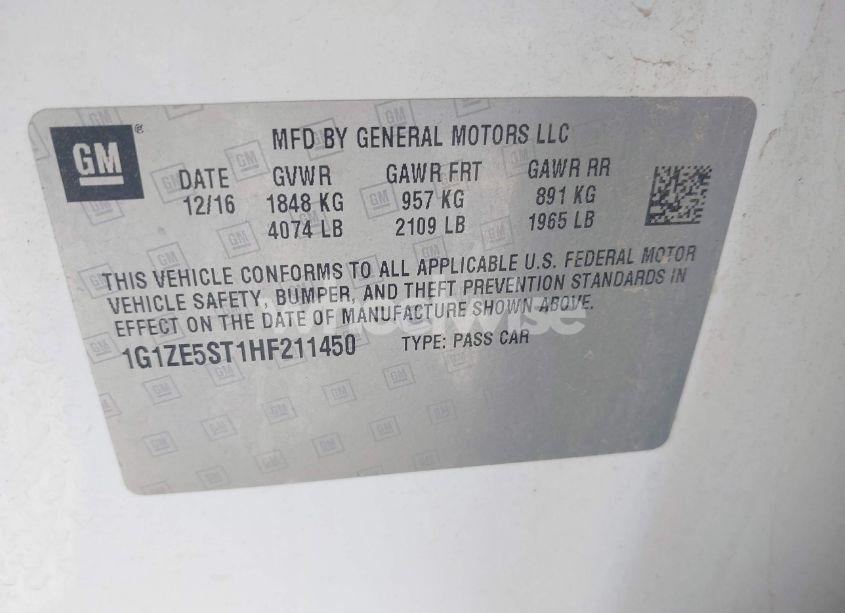 GM®
MFD BY GENERAL MOTORS LLC
DATE GVWR GAWR FRT GAWR RR
12/16 1848 KG 957 KG 891 KG
4074 LB 2109 LB 1965 LB
THIS VEHICLE CONFORMS TO ALL APPLICABLE U.S. FEDERAL MOTOR
VEHICLE SAFETY, BUMPER, AND THEFT PREVENTION STANDARDS IN
EFFECT ON THE DATE OF MANUFACTURE SHOWN ABOVE.
1G1ZE5ST1HF211450 TYPE: PASS CAR